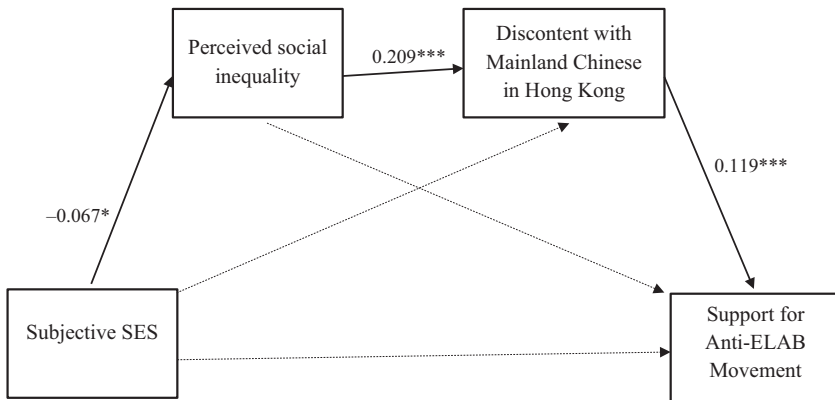 Perceived social
inequality
0.209***
Discontent with
Mainland Chinese
in Hong Kong
–0.067*
0.119***
Subjective SES
Support for
Anti-ELAB
Movement